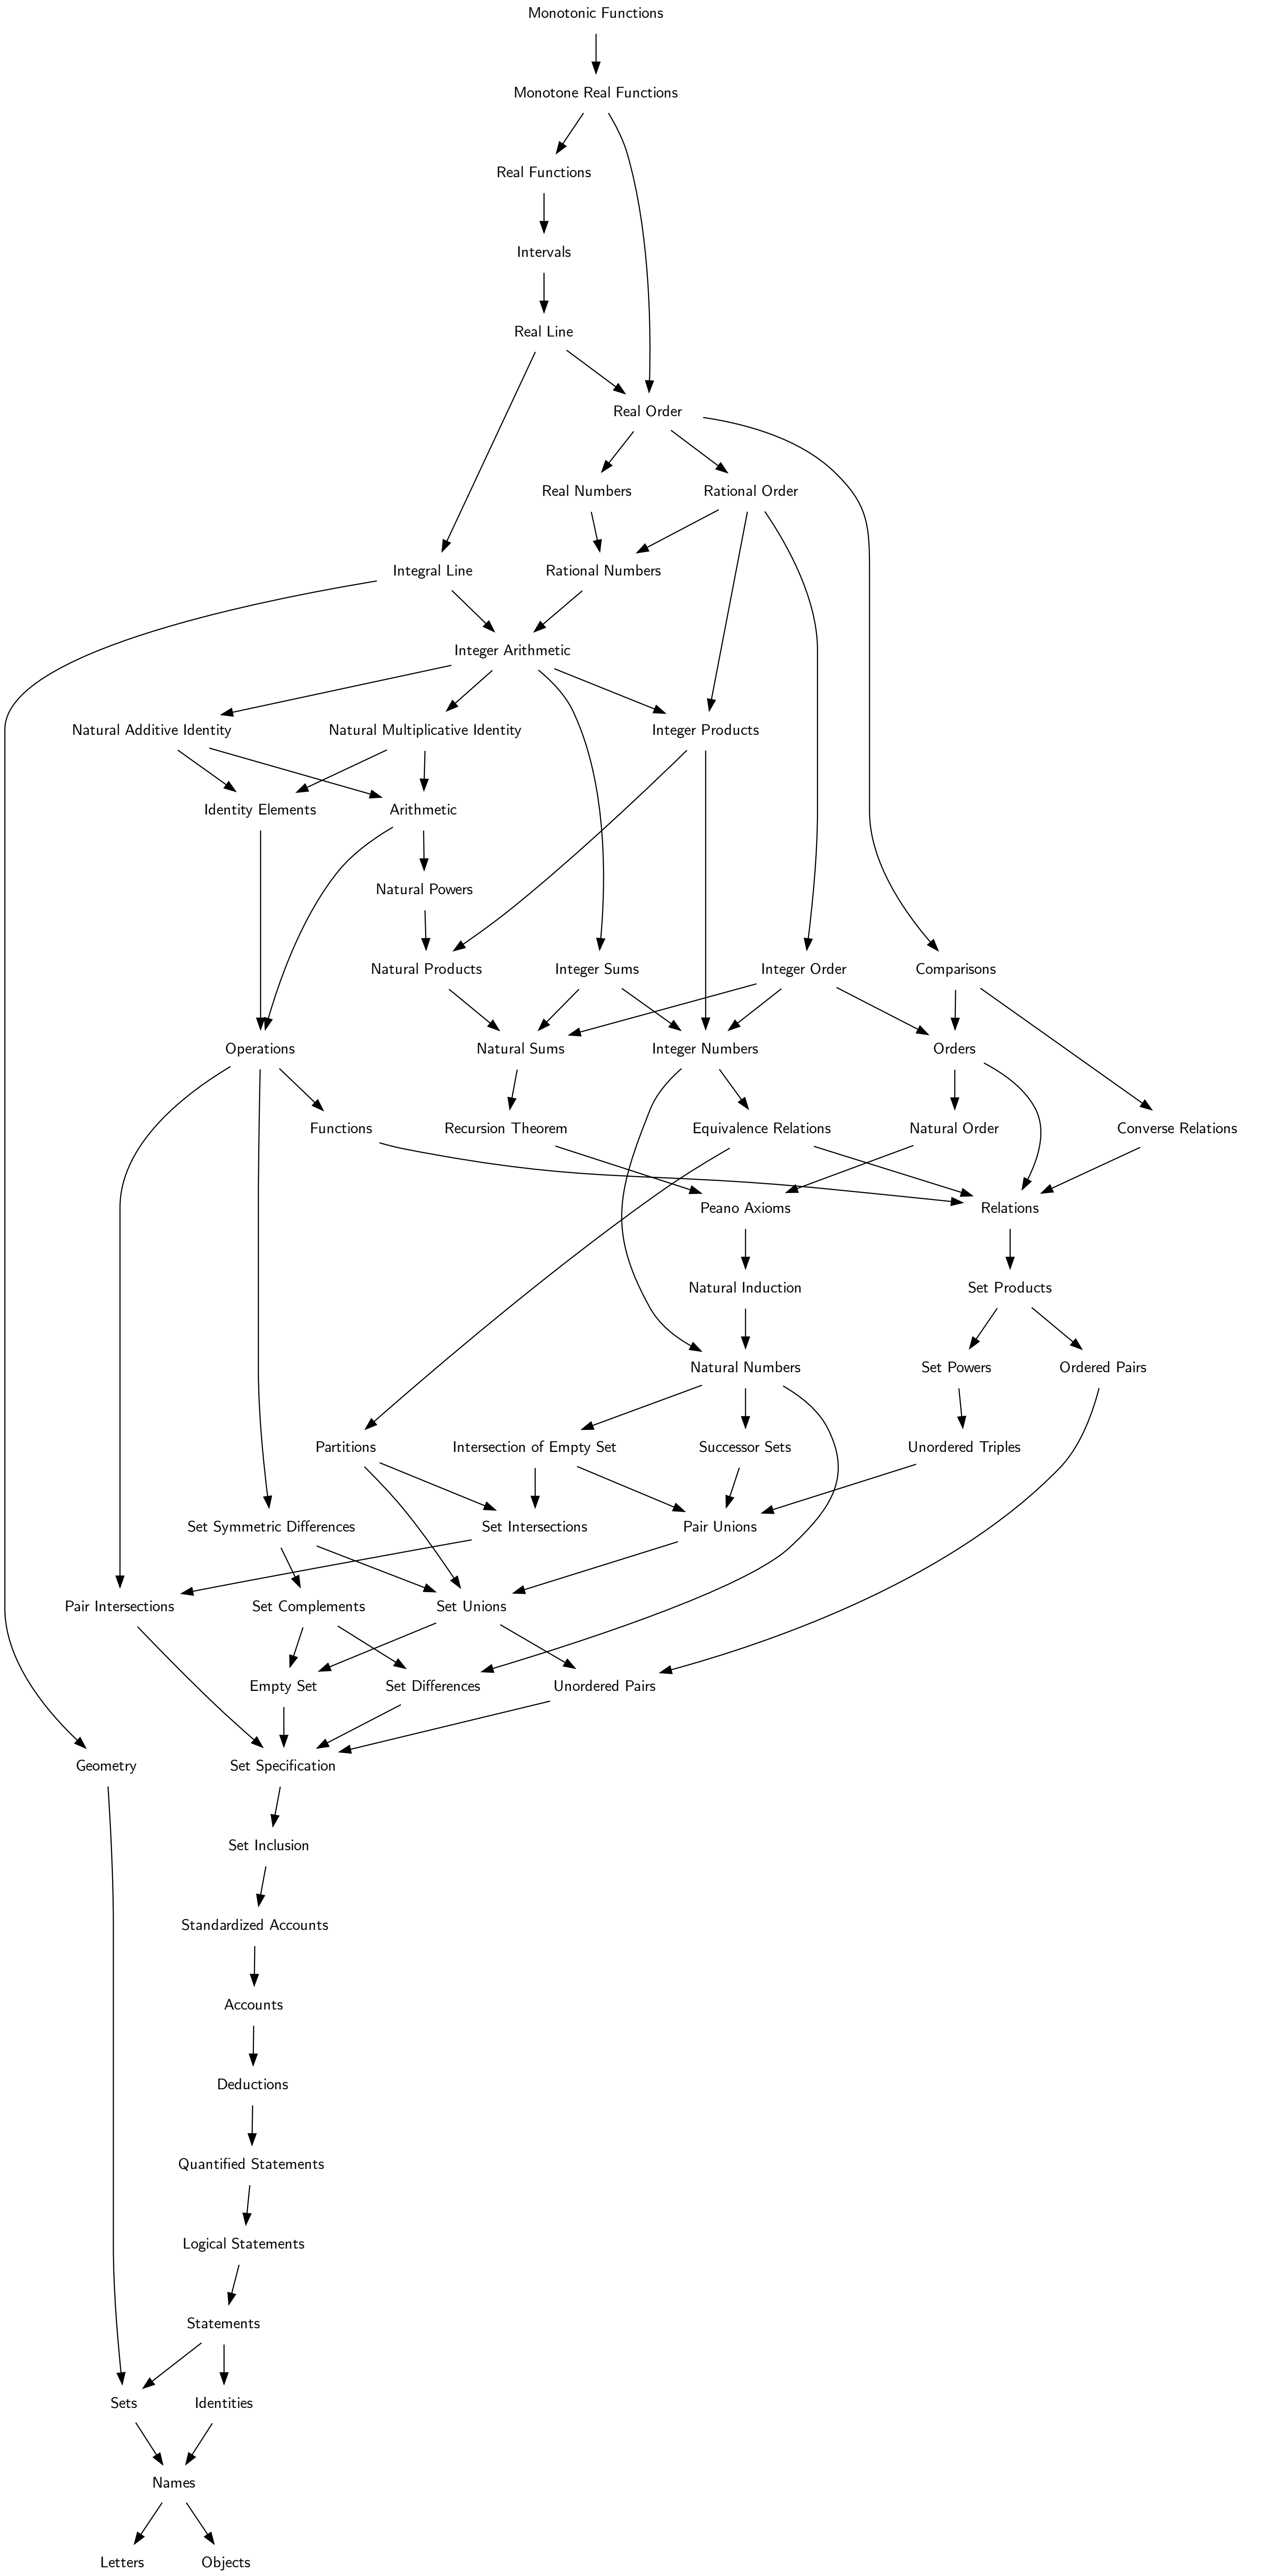 Monotonic Functions
Monotone Real Functions
Real Functions
Intervals
Real Line
Real Order
Real Numbers
Rational Order
Integral Line
Rational Numbers
Integer Arithmetic
Natural Additive Identity
Natural Multiplicative Identity
Integer Products
Identity Elements
Arithmetic
Natural Powers
Natural Products
Integer Sums
Integer Order
Comparisons
Operations
Natural Sums
Integer Numbers
Orders
Functions
Recursion Theorem
Equivalence Relations
Natural Order
Converse Relations
Peano Axioms
Relations
Natural Induction
Set Products
Natural Numbers
Set Powers
Ordered Pairs
Partitions
Intersection of Empty Set
Successor Sets
Unordered Triples
Set Symmetric Differences
Set Intersections
Pair Unions
Pair Intersections
Set Complements
Set Unions
Empty Set
Set Differences
Unordered Pairs
Geometry
Set Specification
Set Inclusion
Standardized Accounts
Accounts
Deductions
Quantified Statements
Logical Statements
Statements
Sets
Identities
Names
Letters
Objects